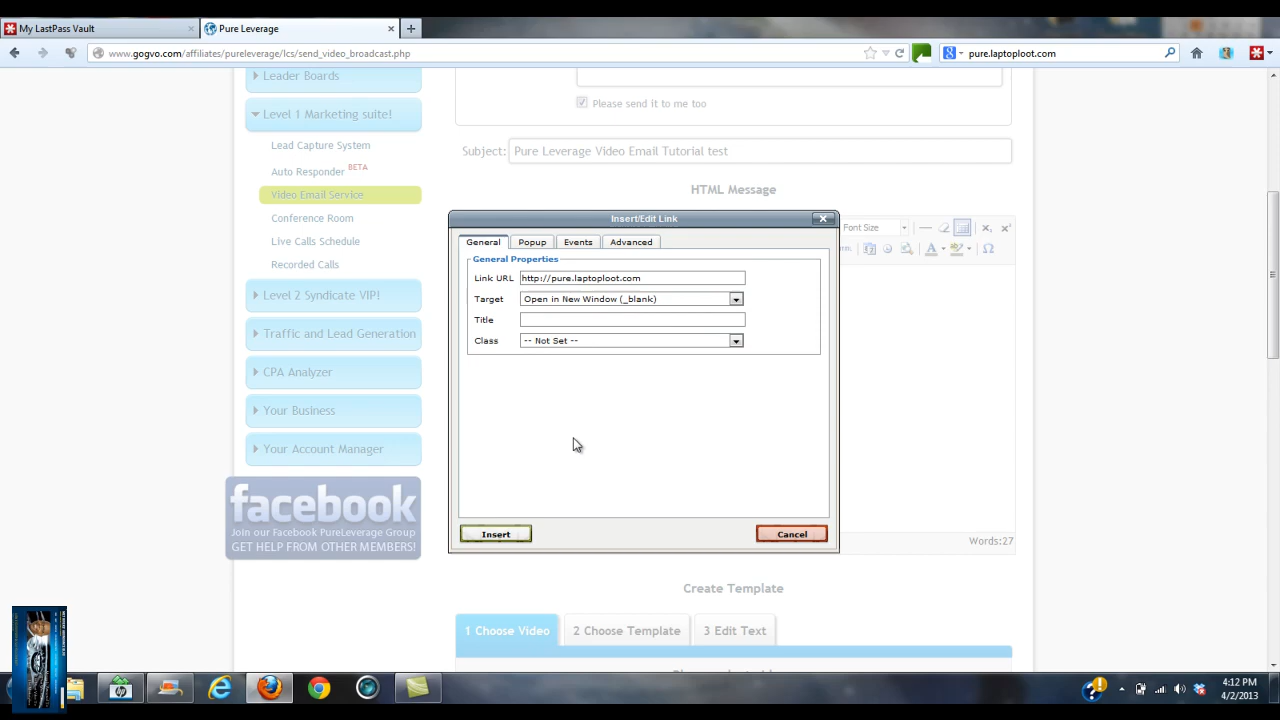 My LastPass Vault
Pure Leverage
www.gogvo.com/affiliates/pureleverage/lcs/send_video_broadcast.php
pure.laptoploot.com
Leader Boards
Level 1 Marketing suite!
Lead Capture System
Auto Responder BETA
Video Email Service
Conference Room
Live Calls Schedule
Recorded Calls
Level 2 Syndicate VIP!
Traffic and Lead Generation
CPA Analyzer
Your Business
Your Account Manager
facebook
Join our Facebook PureLeverage Group
GET HELP FROM OTHER MEMBERS!
Please send it to me too
Subject: Pure Leverage Video Email Tutorial test
HTML Message
Font Size
Insert/Edit Link
General Popup Events Advanced
General Properties
Link URL http://pure.laptoploot.com
Target Open in New Window (_blank)
Title
Class -- Not Set --
Insert Cancel
Words:27
Create Template
1 Choose Video 2 Choose Template 3 Edit Text
4:12 PM
4/2/2013